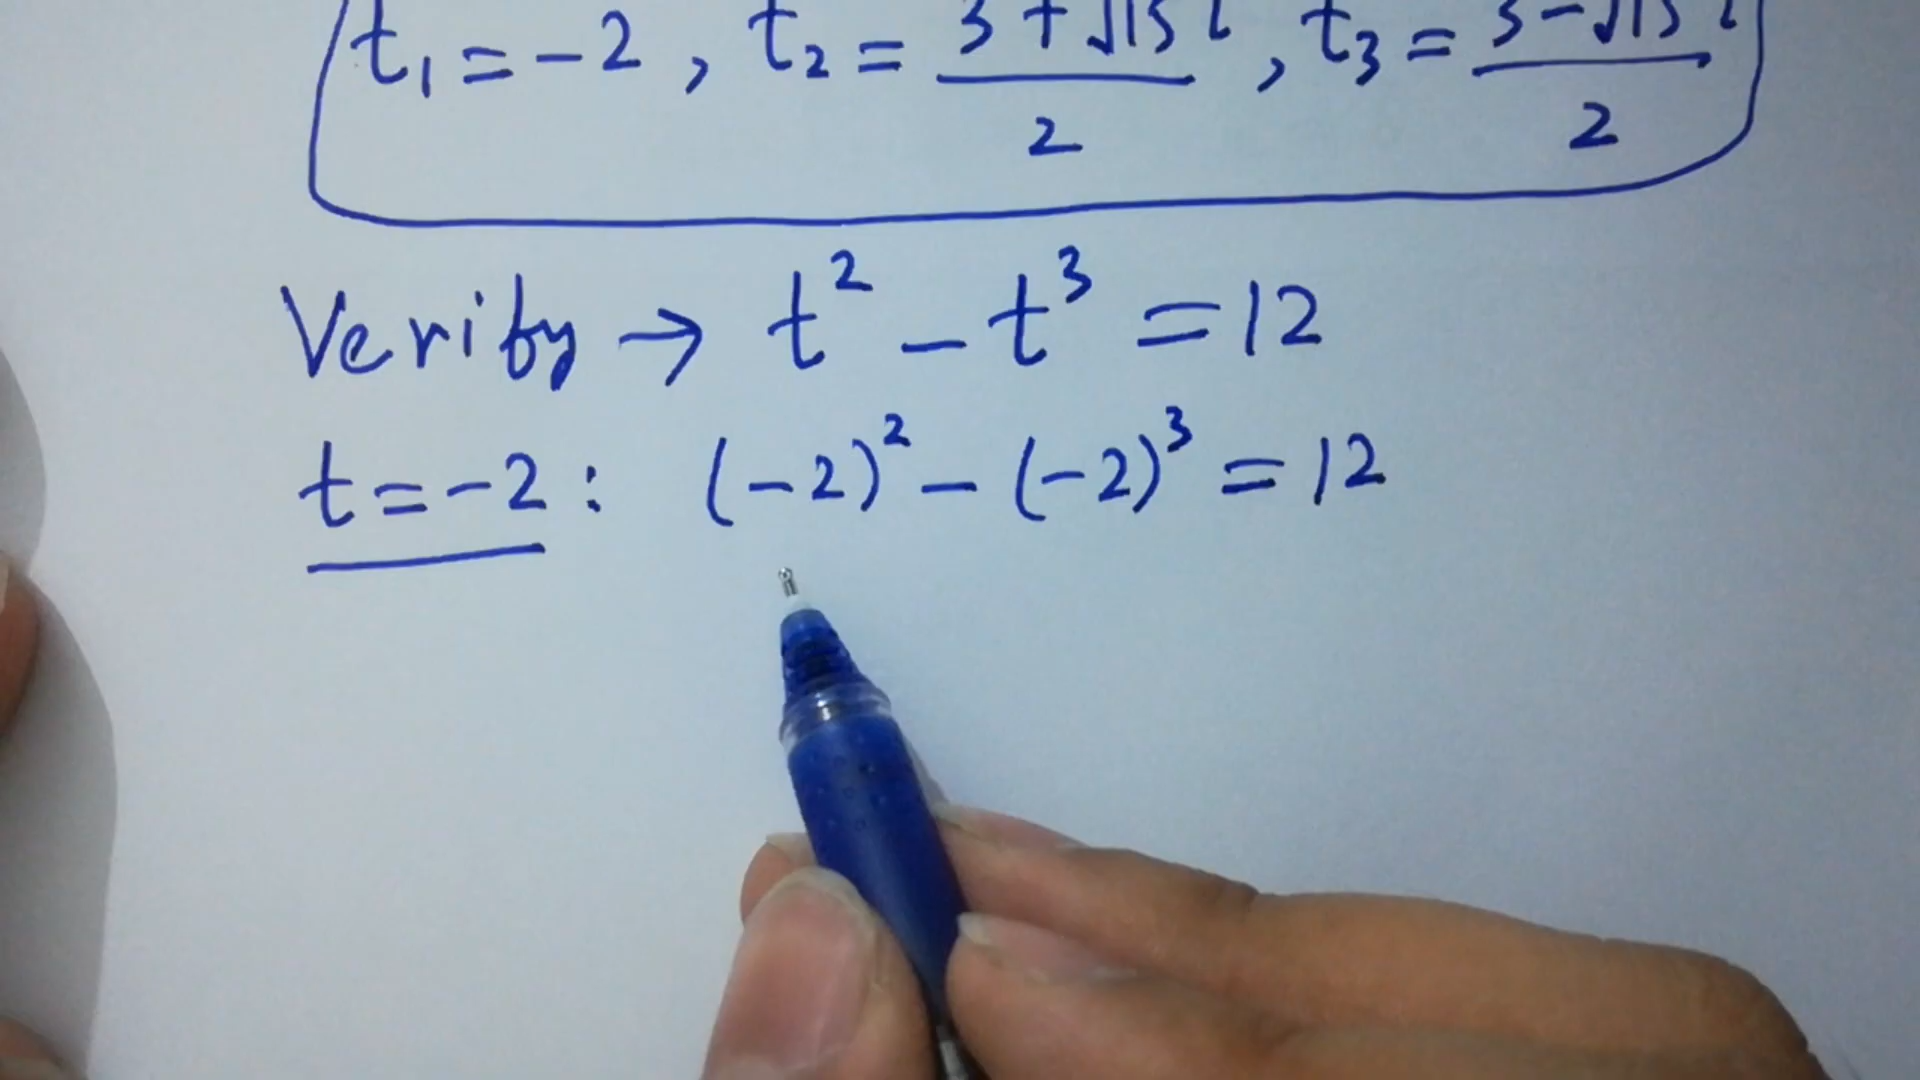 t₁ = -2 , t₂ = 3 + √15 i / 2 , t₃ = 3 - √15 i / 2
Verify → t² - t³ = 12
t = -2 : (-2)² - (-2)³ = 12